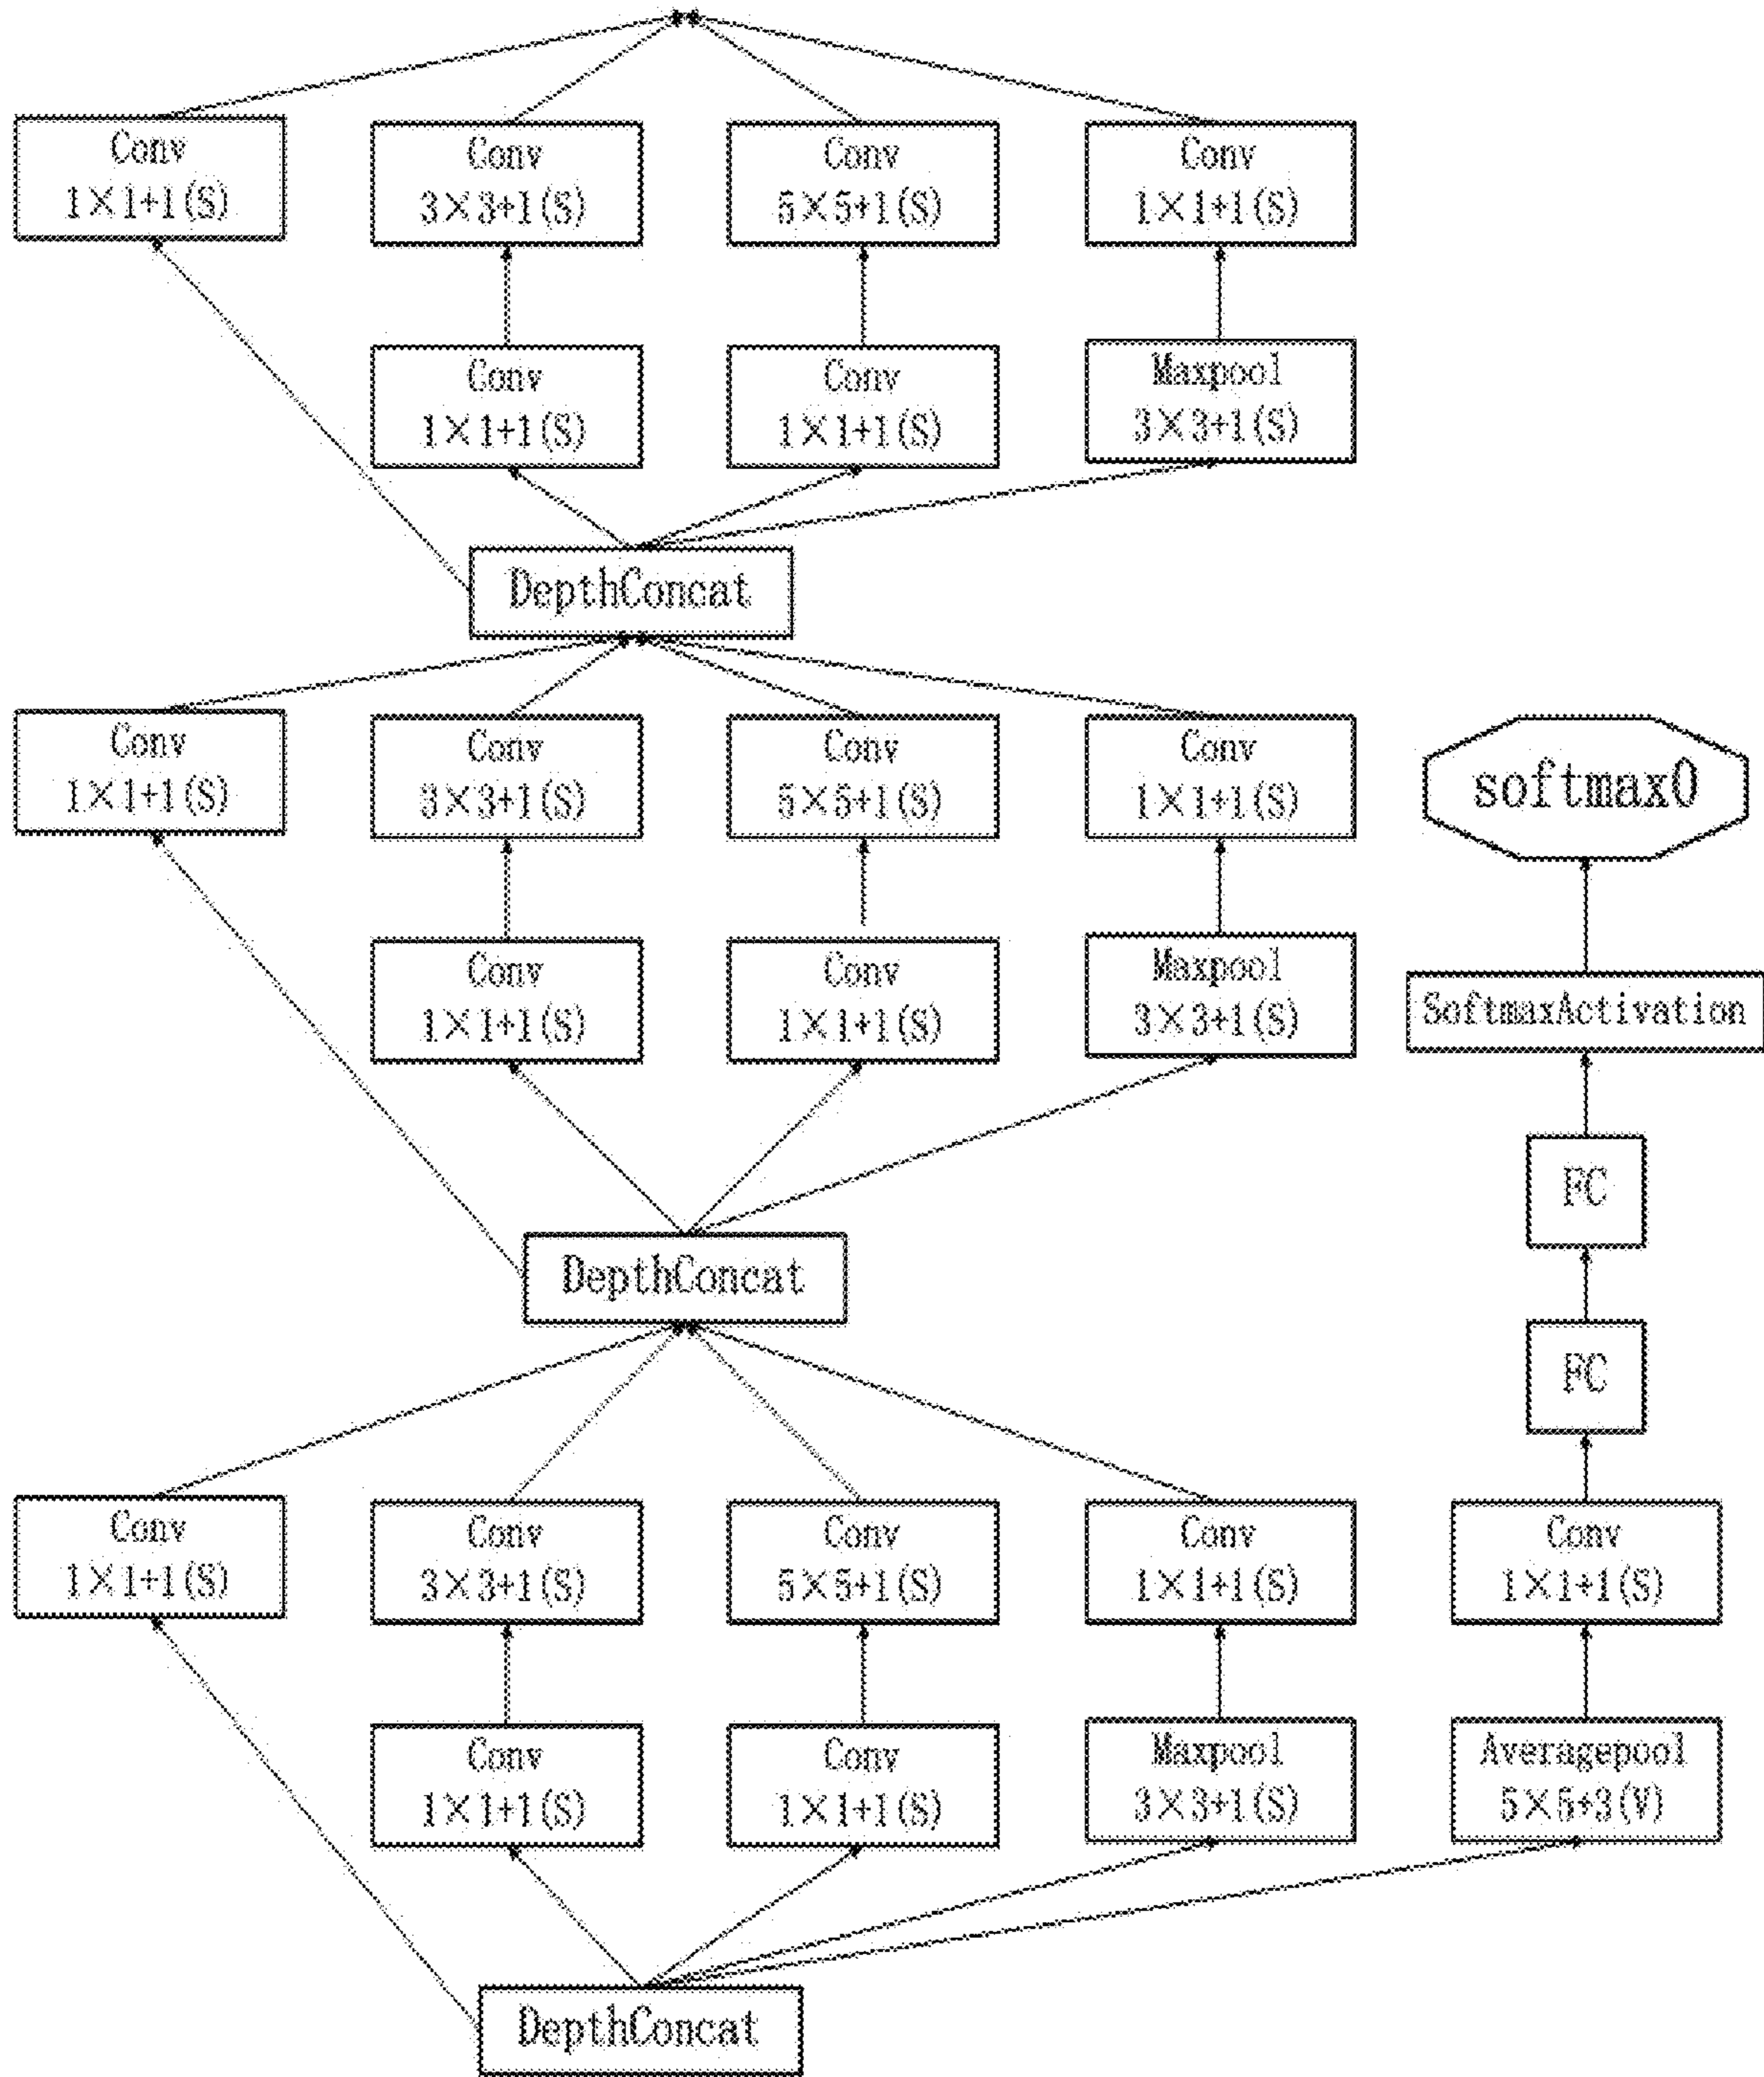 Conv
1×1+1(S)
Conv
3×3+1(S)
Conv
5×5+1(S)
Conv
1×1+1(S)
Conv
1×1+1(S)
Conv
1×1+1(S)
Maxpool
3×3+1(S)
DepthConcat
Conv
1×1+1(S)
Conv
3×3+1(S)
Conv
5×5+1(S)
Conv
1×1+1(S)
softmax0
Conv
1×1+1(S)
Conv
1×1+1(S)
Maxpool
3×3+1(S)
SoftmaxActivation
FC
DepthConcat
FC
Conv
1×1+1(S)
Conv
3×3+1(S)
Conv
5×5+1(S)
Conv
1×1+1(S)
Conv
1×1+1(S)
Conv
1×1+1(S)
Conv
1×1+1(S)
Maxpool
3×3+1(S)
Averagepool
5×5+3(V)
DepthConcat